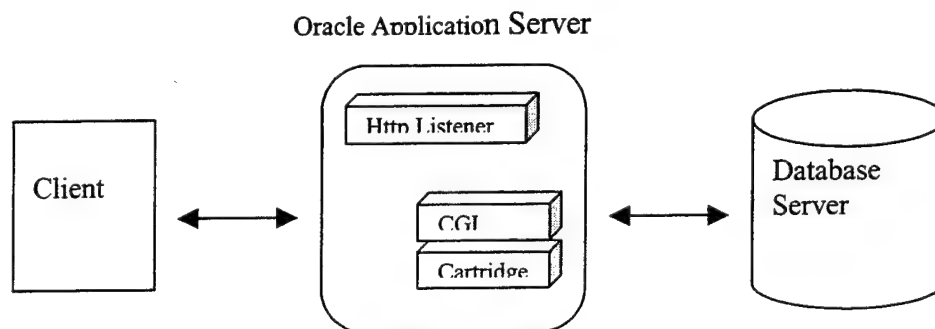 Oracle Application Server
Http Listener
Client
CGI
Cartridge
Database
Server